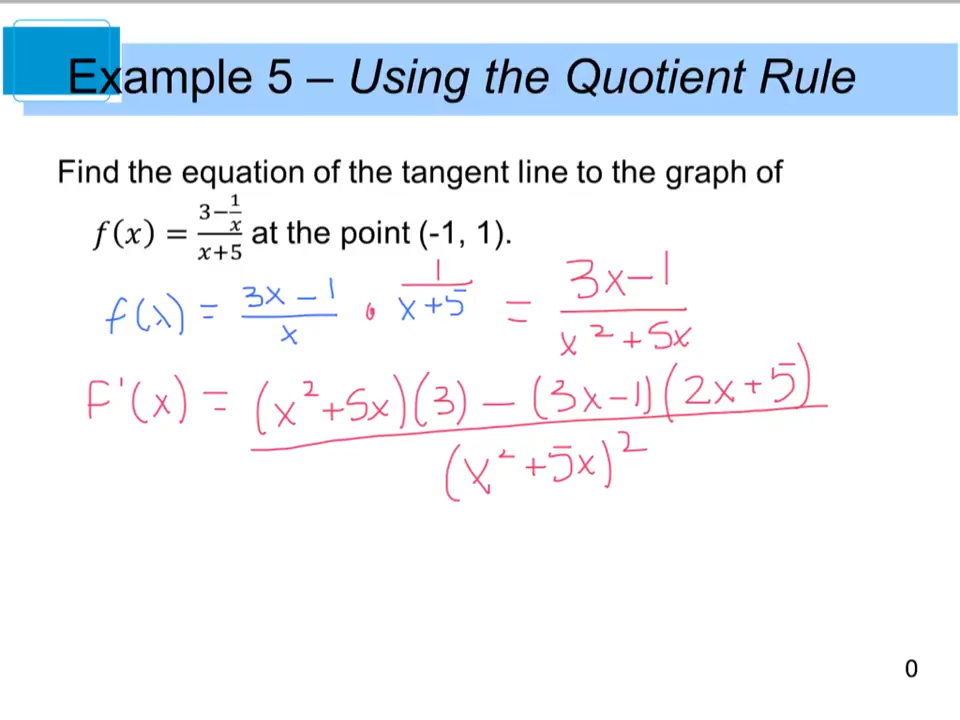 Example 5 – Using the Quotient Rule
Find the equation of the tangent line to the graph of
f(x) = (3−1/x)/(x+5) at the point (-1, 1).
f(x) = (3x − 1)/x • 1/(x+5) = (3x−1)/(x²+5x)
F'(x) = ((x²+5x)(3) − (3x−1)(2x+5))/(x²+5x)²
0